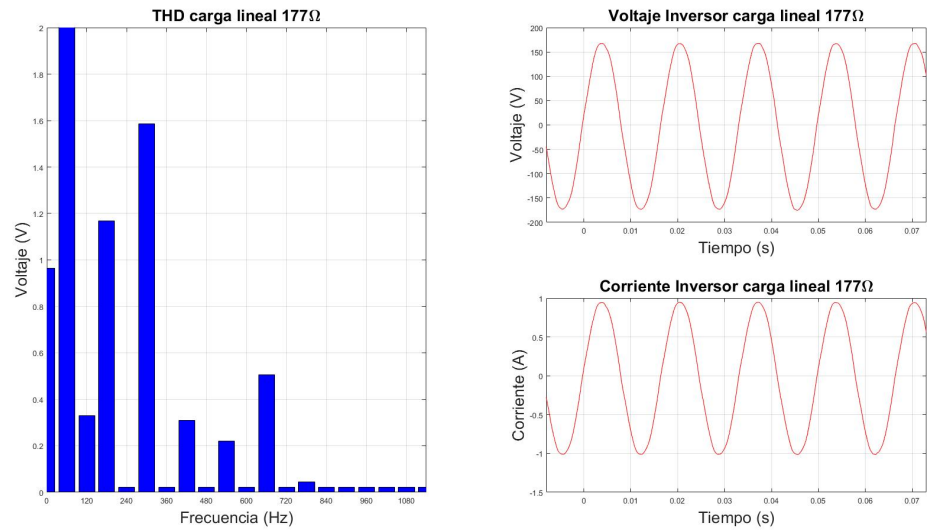 THD carga lineal 177Ω
Voltaje (V)
2
1.8
1.6
1.4
1.2
1
0.8
0.6
0.4
0.2
0
0 120 240 360 480 600 720 840 960 1080
Frecuencia (Hz)
Voltaje Inversor carga lineal 177Ω
Voltaje (V)
200
150
100
50
0
-50
-100
-150
-200
0 0.01 0.02 0.03 0.04 0.05 0.06 0.07
Tiempo (s)
Corriente Inversor carga lineal 177Ω
Corriente (A)
1
0.5
0
-0.5
-1
-1.5
0 0.01 0.02 0.03 0.04 0.05 0.06 0.07
Tiempo (s)